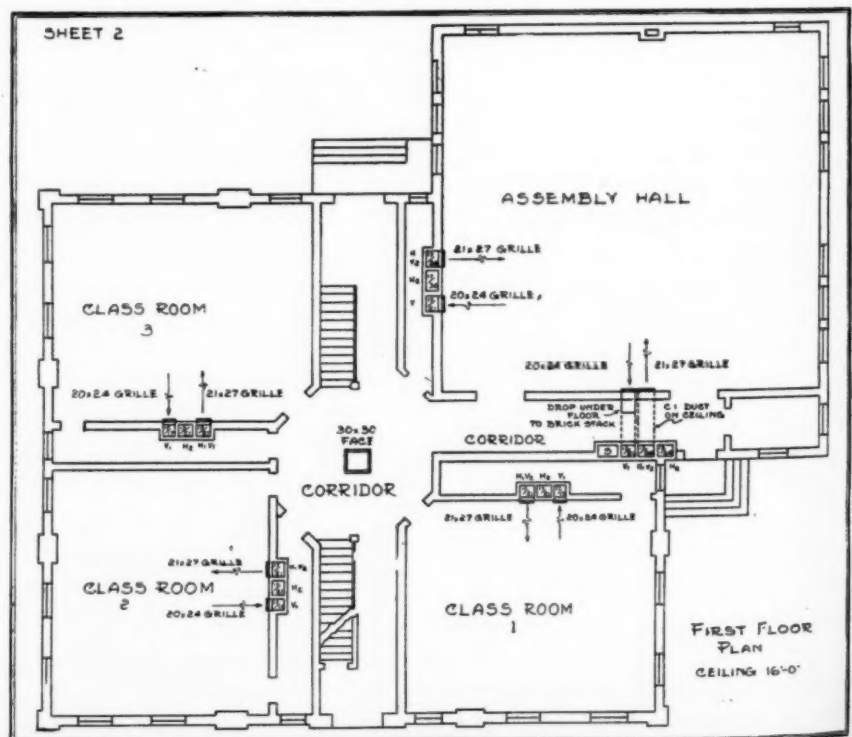 SHEET 2
ASSEMBLY HALL
21x27 GRILLE
20x24 GRILLE
CLASS ROOM
3
20x24 GRILLE
21x27 GRILLE
20x24 GRILLE
21x27 GRILLE
DROP UNDER
FLOOR
TO BRICK STACK
C.I. DUCT
ON CEILING
30x30
FACE
CORRIDOR
CORRIDOR
21x27 GRILLE
20x24 GRILLE
21x27 GRILLE
20x24 GRILLE
CLASS ROOM
2
CLASS ROOM
1
FIRST FLOOR
PLAN
CEILING 16'-0"